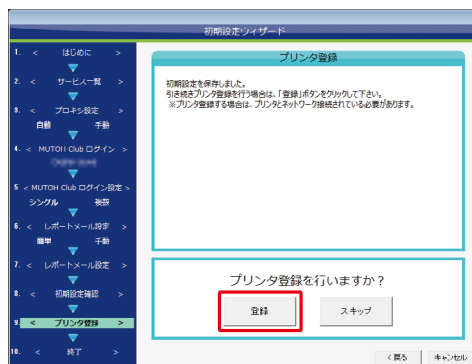 初期設定ウィザード
1. < はじめに >
2. < サービス一覧 >
3. < プロキシ設定 >
自動 手動
4. < MUTOH Club ログイン >
5 < MUTOH Club ログイン設定 >
シングル 複数
6. < レポートメール設定 >
簡単 手動
7. < レポートメール設定 >
8. < 初期設定確認 >
9. < プリンタ登録 >
10. < 終了 >
プリンタ登録
初期設定を保存しました。
引き続きプリンタ登録を行う場合は、「登録」ボタンをクリックして下さい。
※プリンタ登録する場合は、プリンタとネットワーク接続されている必要があります。
プリンタ登録を行いますか？
登録 スキップ
< 戻る キャンセル